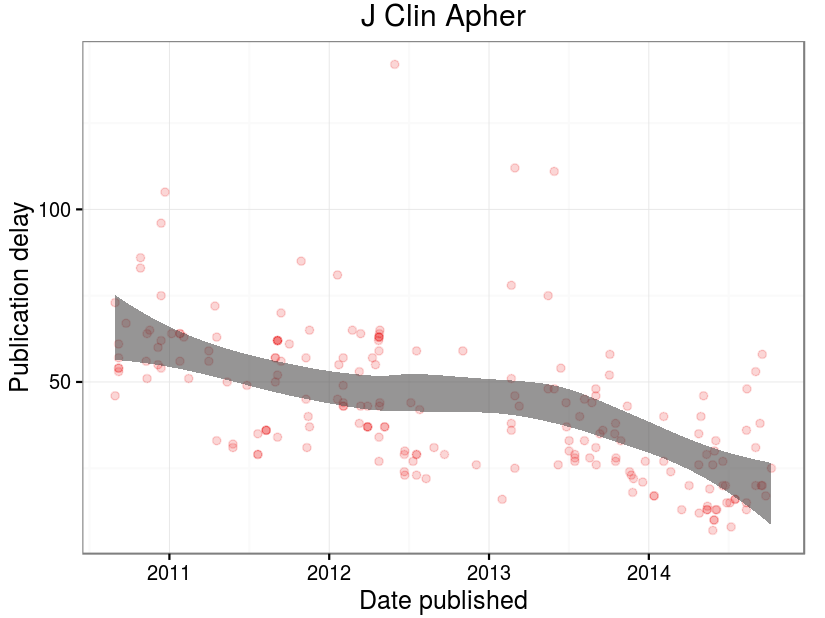 J Clin Apher
Publication delay
100
50
2011 2012 2013 2014
Date published